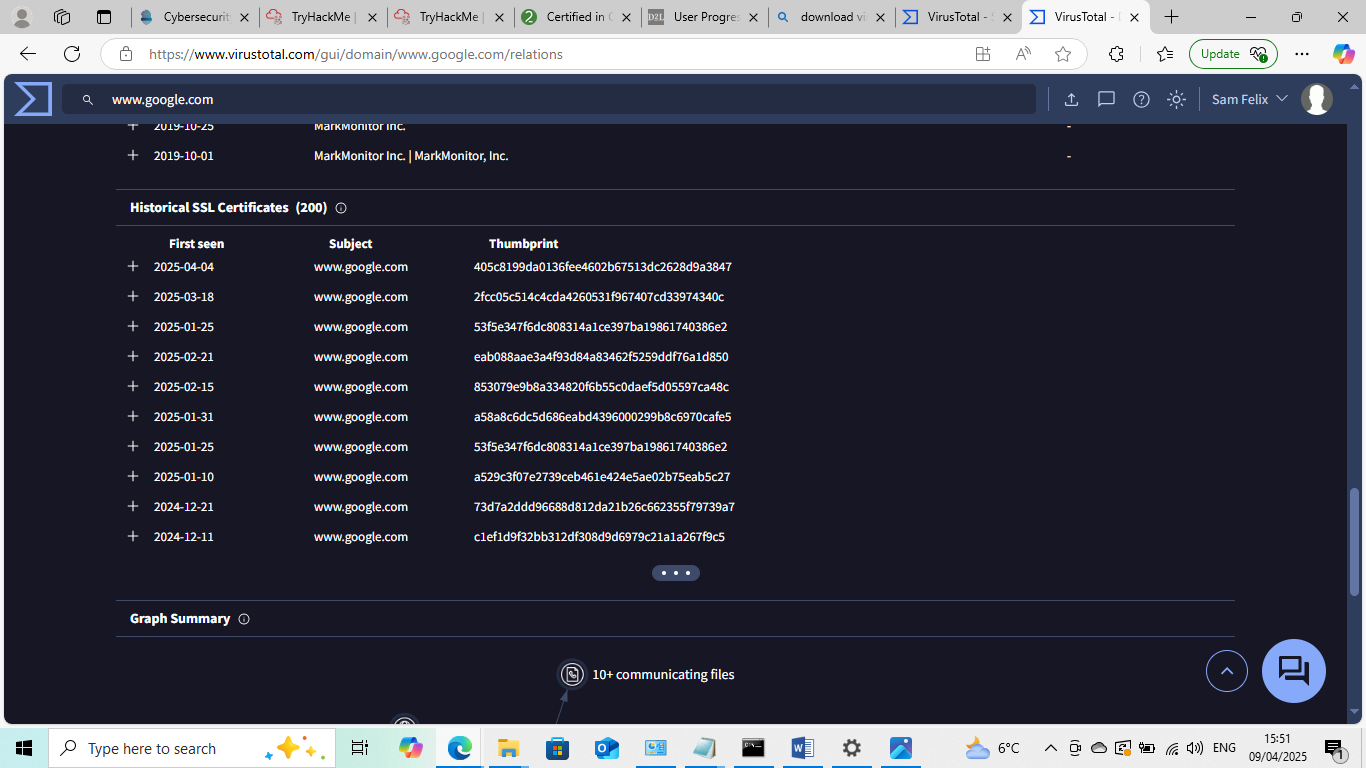 Cybersecurit
TryHackMe |
TryHackMe |
Certified in C
D2L User Progres
download vi
VirusTotal - S
VirusTotal - 
https://www.virustotal.com/gui/domain/www.google.com/relations
Update
www.google.com
Sam Felix
+ 2019-10-25 MarkMonitor Inc. -
+ 2019-10-01 MarkMonitor Inc. | MarkMonitor, Inc. -
Historical SSL Certificates (200)
First seen Subject Thumbprint
+ 2025-04-04 www.google.com 405c8199da0136fee4602b67513dc2628d9a3847
+ 2025-03-18 www.google.com 2fcc05c514c4cda4260531f967407cd33974340c
+ 2025-01-25 www.google.com 53f5e347f6dc808314a1ce397ba19861740386e2
+ 2025-02-21 www.google.com eab088aae3a4f93d84a83462f5259ddf76a1d850
+ 2025-02-15 www.google.com 853079e9b8a334820f6b55c0daef5d05597ca48c
+ 2025-01-31 www.google.com a58a8c6dc5d686eabd4396000299b8c6970cafe5
+ 2025-01-25 www.google.com 53f5e347f6dc808314a1ce397ba19861740386e2
+ 2025-01-10 www.google.com a529c3f07e2739ceb461e424e5ae02b75eab5c27
+ 2024-12-21 www.google.com 73d7a2ddd96688d812da21b26c662355f79739a7
+ 2024-12-11 www.google.com c1ef1d9f32bb312df308d9d6979c21a1a267f9c5
Graph Summary
10+ communicating files
Type here to search
6°C
ENG
15:51
09/04/2025
1